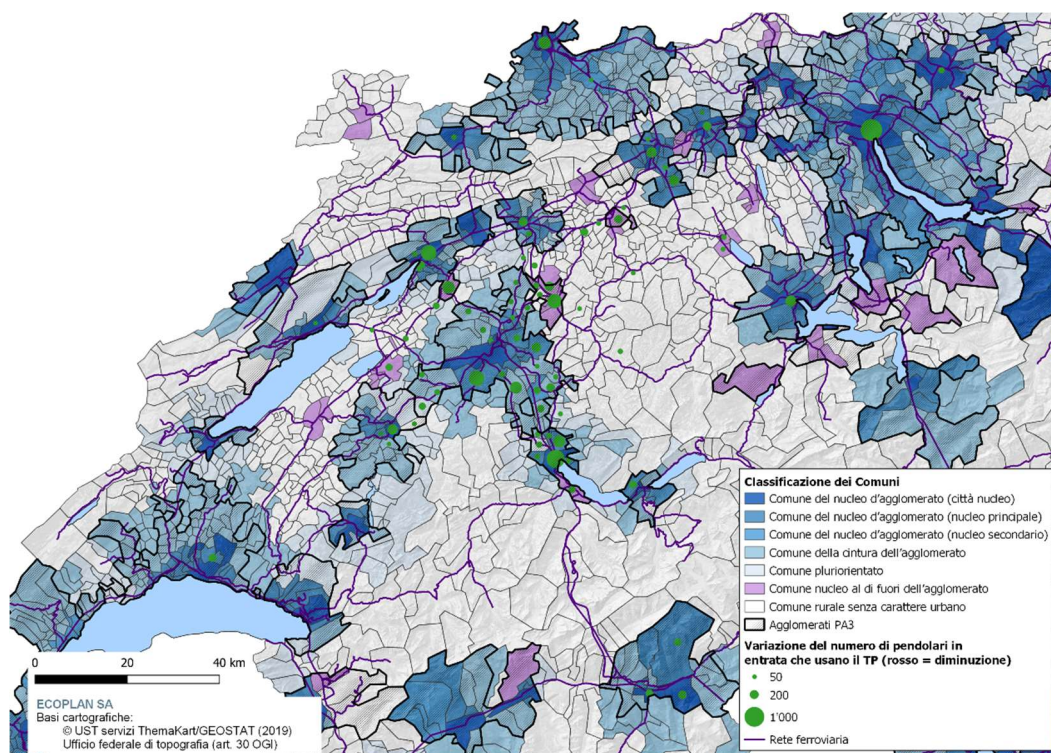 Classificazione dei Comuni
Comune del nucleo d'agglomerato (città nucleo)
Comune del nucleo d'agglomerato (nucleo principale)
Comune del nucleo d'agglomerato (nucleo secondario)
Comune della cintura dell'agglomerato
Comune pluriorientato
Comune nucleo al di fuori dell'agglomerato
Comune rurale senza carattere urbano
Agglomerati PA3
Variazione del numero di pendolari in
entrata che usano il TP (rosso = diminuzione)
50
200
1'000
Rete ferroviaria
0 20 40 km
ECOPLAN SA
Basi cartografiche:
© UST servizi ThemaKart/GEOSTAT (2019)
Ufficio federale di topografia (art. 30 OGI)